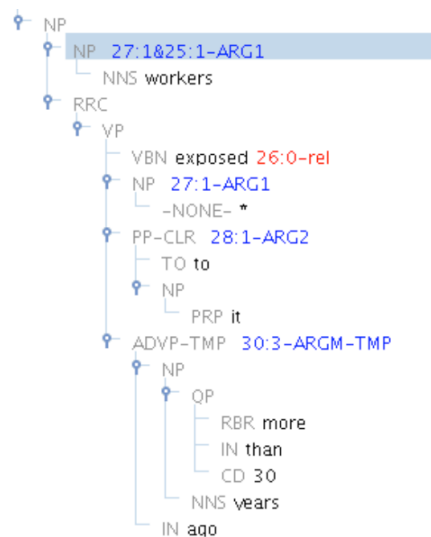 NP
NP 27:1&25:1-ARG1
NNS workers
RRC
VP
VBN exposed 26:0-rel
NP 27:1-ARG1
-NONE- *
PP-CLR 28:1-ARG2
TO to
NP
PRP it
ADVP-TMP 30:3-ARGM-TMP
NP
QP
RBR more
IN than
CD 30
NNS years
IN ago